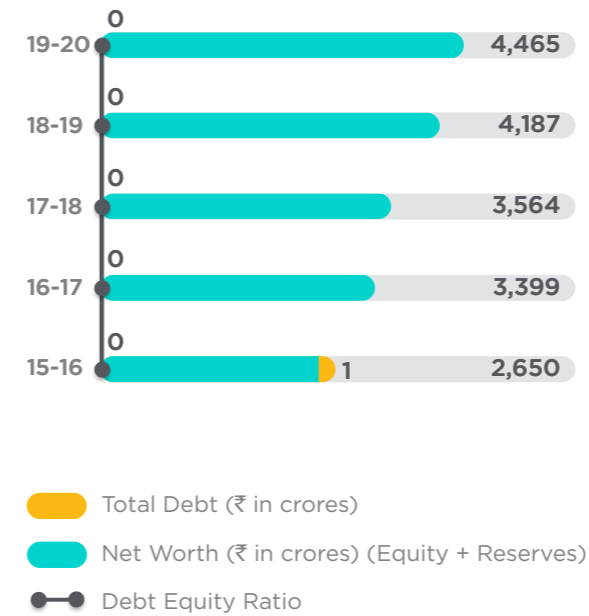 0
19-20 4,465
0
18-19 4,187
0
17-18 3,564
0
16-17 3,399
0
15-16 1 2,650
Total Debt (₹ in crores)
Net Worth (₹ in crores) (Equity + Reserves)
Debt Equity Ratio